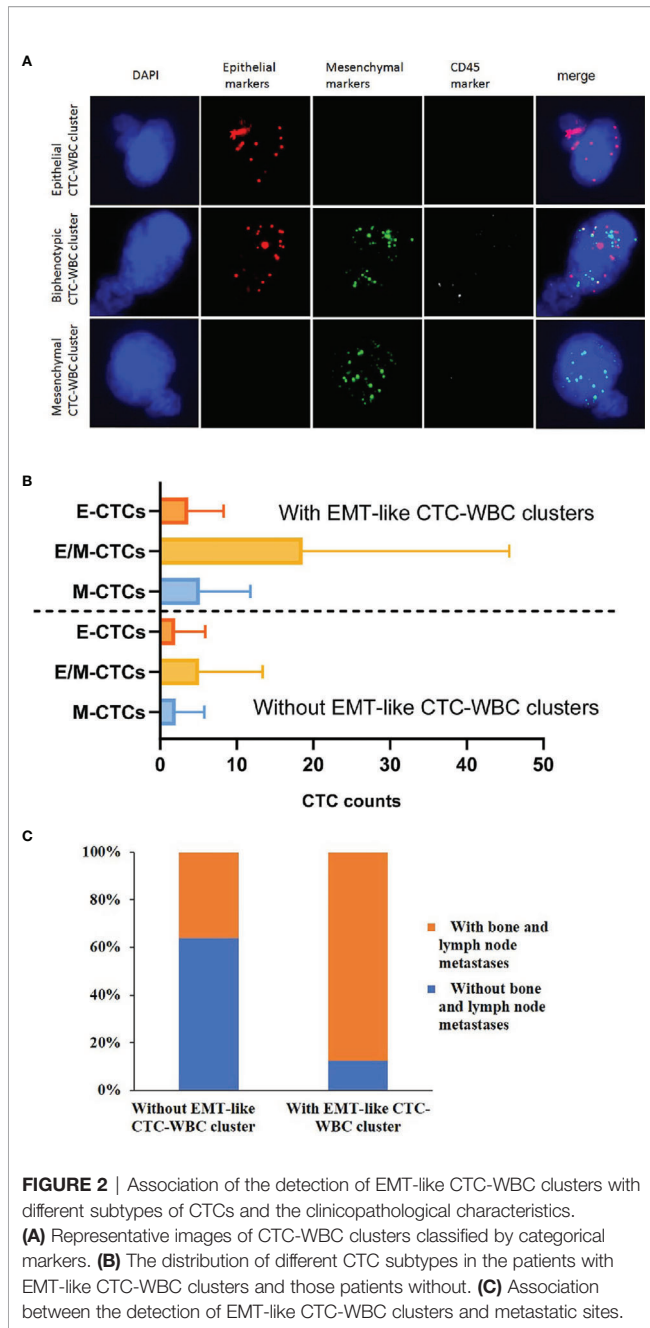 A
DAPI
Epithelial markers
Mesenchymal markers
CD45 marker
merge
Epithelial CTC-WBC cluster
Biphenotypic CTC-WBC cluster
Mesenchymal CTC-WBC cluster
B
E-CTCs
With EMT-like CTC-WBC clusters
E/M-CTCs
M-CTCs
E-CTCs
E/M-CTCs
M-CTCs
Without EMT-like CTC-WBC clusters
0 10 20 30 40 50
CTC counts
C
100%
80%
60%
40%
20%
0%
With bone and
lymph node
metastases
Without bone
and lymph node
metastases
Without EMT-like
CTC-WBC cluster
With EMT-like CTC-
WBC cluster
FIGURE 2 | Association of the detection of EMT-like CTC-WBC clusters with
different subtypes of CTCs and the clinicopathological characteristics.
(A) Representative images of CTC-WBC clusters classified by categorical
markers. (B) The distribution of different CTC subtypes in the patients with
EMT-like CTC-WBC clusters and those patients without. (C) Association
between the detection of EMT-like CTC-WBC clusters and metastatic sites.